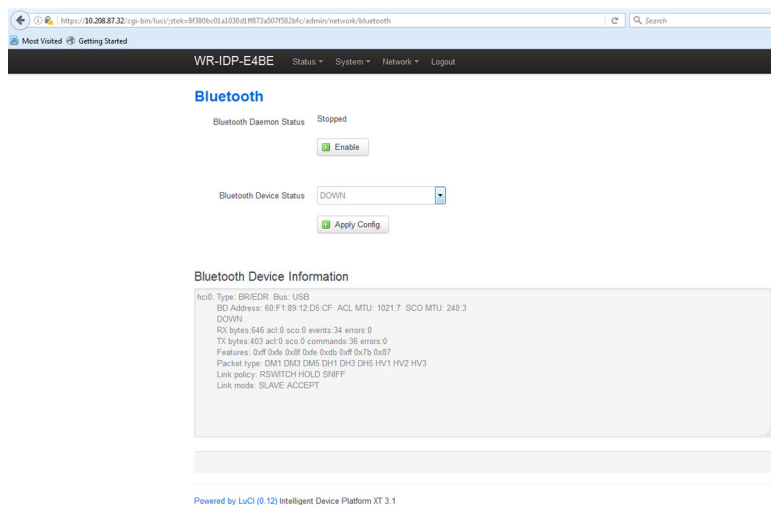 https://10.208.87.32/cgi-bin/luci/;stok=8f380bc01a1030d1ff873a507f582bfc/admin/network/bluetooth
Search
Most Visited Getting Started
WR-IDP-E4BE Status System Network Logout
Bluetooth
Bluetooth Daemon Status Stopped
Enable
Bluetooth Device Status DOWN
Apply Config
Bluetooth Device Information
hci0: Type: BR/EDR Bus: USB
BD Address: 60:F1:89:12:D5:CF ACL MTU: 1021:7 SCO MTU: 240:3
DOWN
RX bytes:646 acl:0 sco:0 events:34 errors:0
TX bytes:403 acl:0 sco:0 commands:36 errors:0
Features: 0xff 0xfe 0x8f 0xfe 0xdb 0xff 0x7b 0x87
Packet type: DM1 DM3 DM5 DH1 DH3 DH5 HV1 HV2 HV3
Link policy: RSWITCH HOLD SNIFF
Link mode: SLAVE ACCEPT
Powered by LuCI (0.12) Intelligent Device Platform XT 3.1